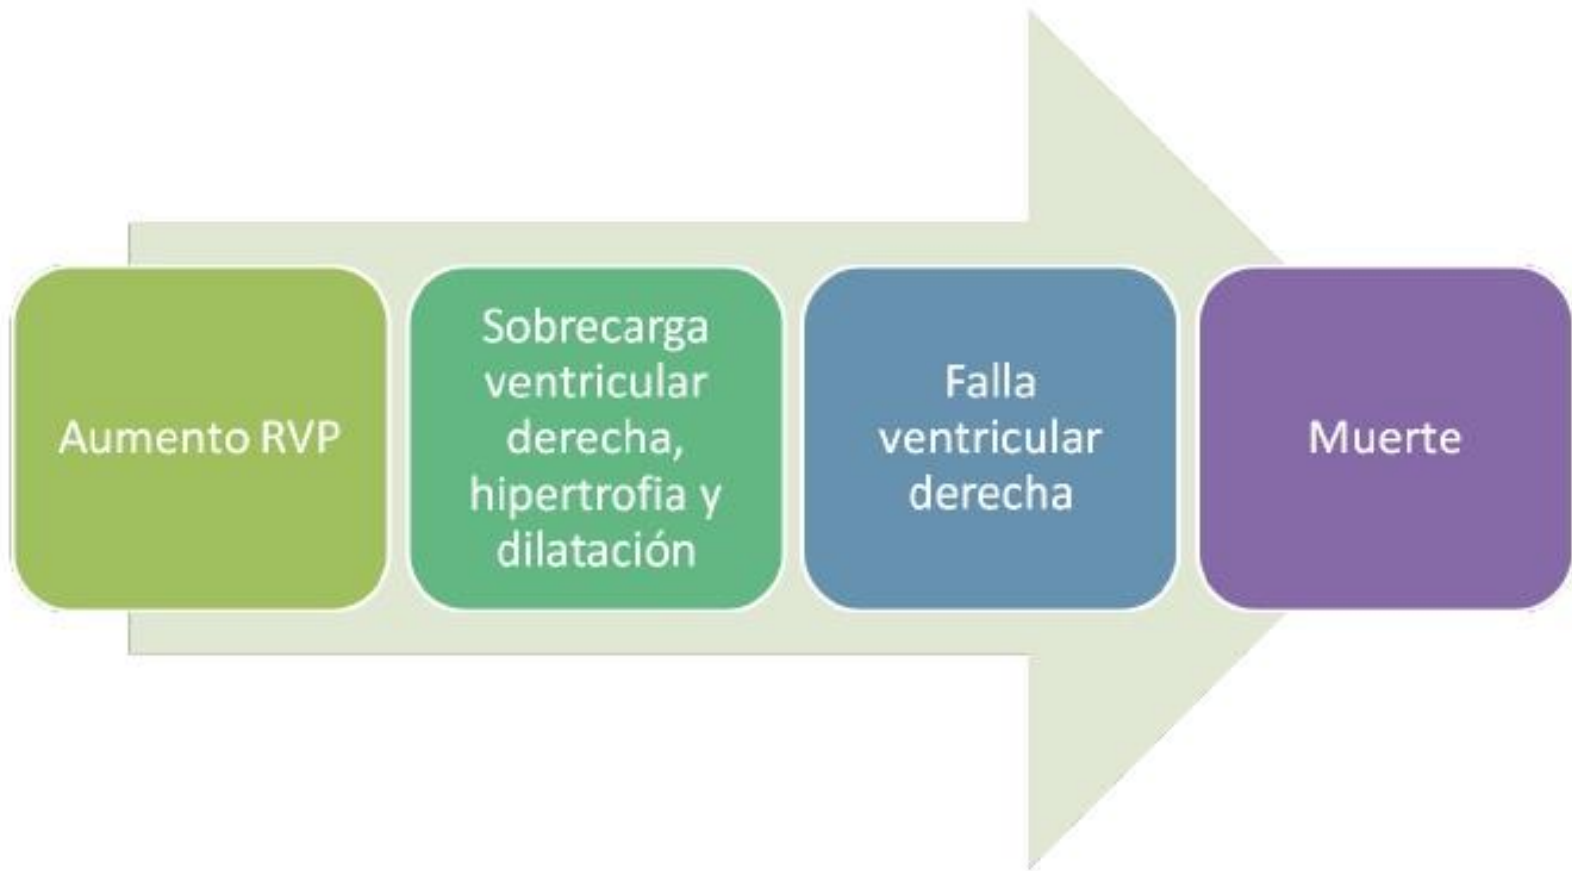 Aumento RVP
Sobrecarga
ventricular
derecha,
hipertrofia y
dilatación
Falla
ventricular
derecha
Muerte